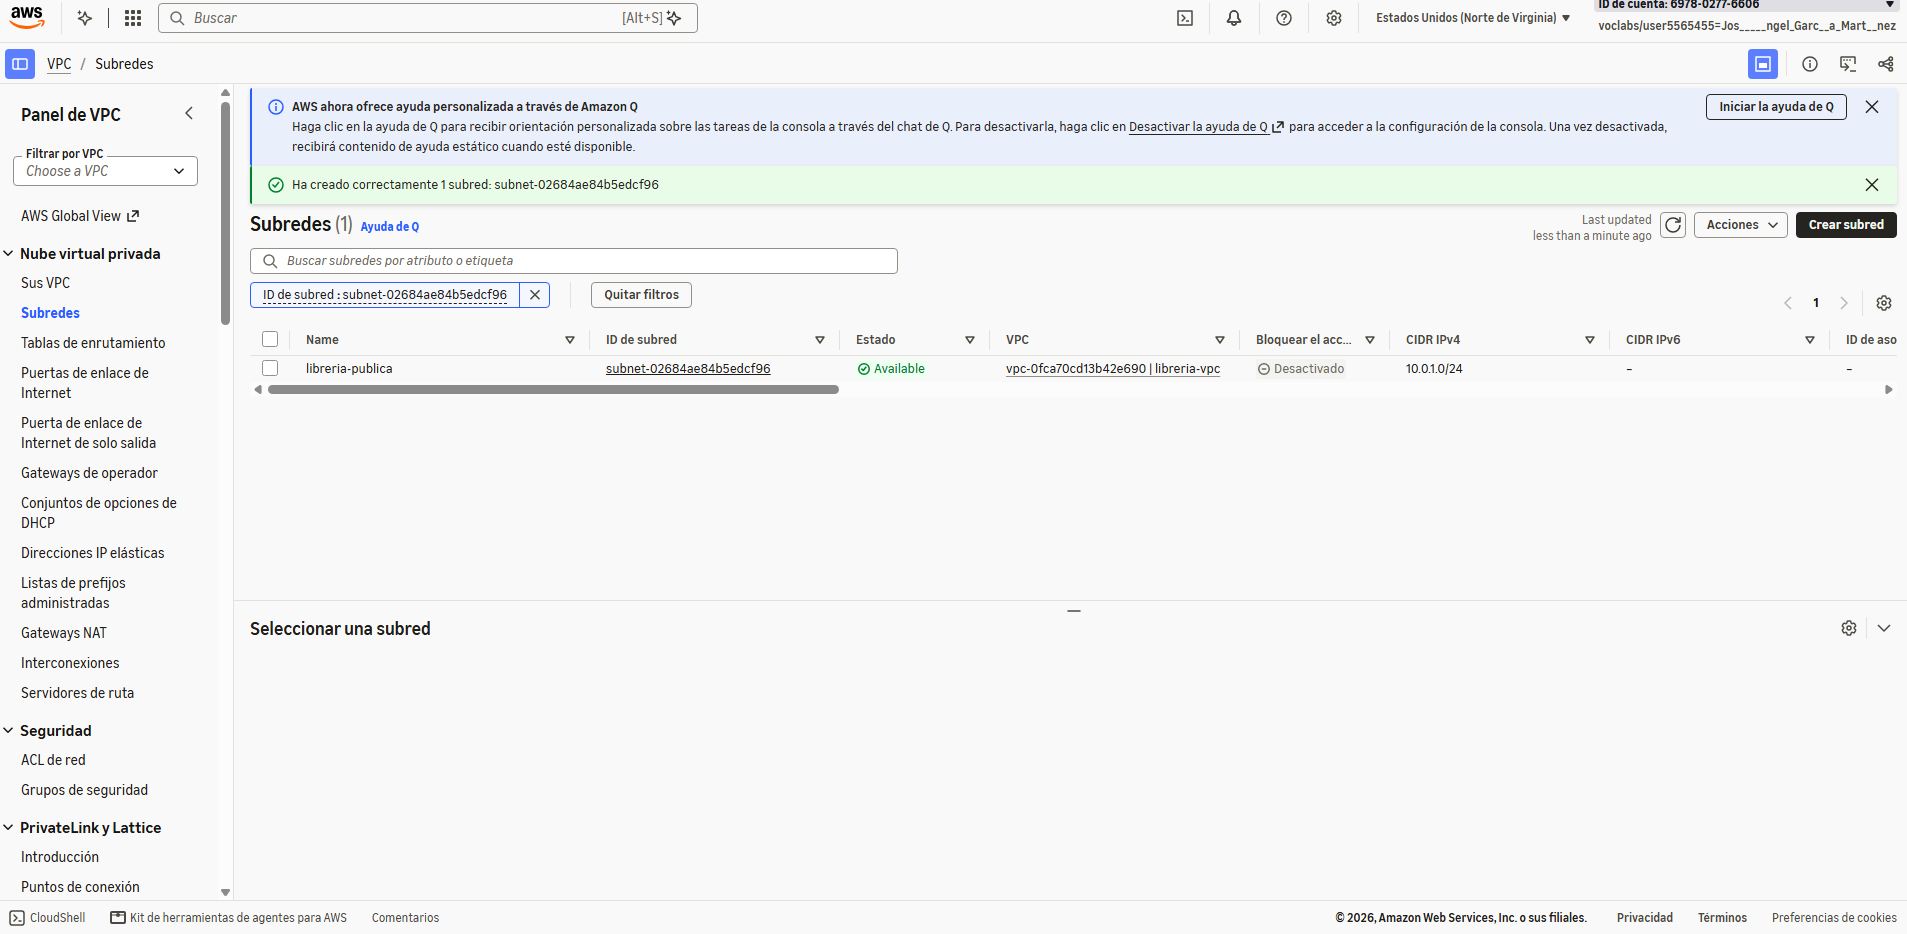 aws
Buscar
[Alt+S]
Estados Unidos (Norte de Virginia)
ID de cuenta: 6978-0277-6606
voclabs/user5565455=Jos_____ngel_Garc__a_Mart__nez
VPC / Subredes
Panel de VPC
Filtrar por VPC
Choose a VPC
AWS Global View
Nube virtual privada
Sus VPC
Subredes
Tablas de enrutamiento
Puertas de enlace de
Internet
Puerta de enlace de
Internet de solo salida
Gateways de operador
Conjuntos de opciones de
DHCP
Direcciones IP elásticas
Listas de prefijos
administradas
Gateways NAT
Interconexiones
Servidores de ruta
Seguridad
ACL de red
Grupos de seguridad
PrivateLink y Lattice
Introducción
Puntos de conexión
AWS ahora ofrece ayuda personalizada a través de Amazon Q
Haga clic en la ayuda de Q para recibir orientación personalizada sobre las tareas de la consola a través del chat de Q. Para desactivarla, haga clic en Desactivar la ayuda de Q para acceder a la configuración de la consola. Una vez desactivada,
recibirá contenido de ayuda estático cuando esté disponible.
Iniciar la ayuda de Q
Ha creado correctamente 1 subred: subnet-02684ae84b5edcf96
Subredes (1) Ayuda de Q
Last updated
less than a minute ago
Acciones
Crear subred
Buscar subredes por atributo o etiqueta
ID de subred : subnet-02684ae84b5edcf96
Quitar filtros
1
Name ID de subred Estado VPC Bloquear el acc... CIDR IPv4 CIDR IPv6 ID de aso
libreria-publica subnet-02684ae84b5edcf96 Available vpc-0fca70cd13b42e690 | libreria-vpc Desactivado 10.0.1.0/24 – –
Seleccionar una subred
CloudShell Kit de herramientas de agentes para AWS Comentarios
© 2026, Amazon Web Services, Inc. o sus filiales. Privacidad Términos Preferencias de cookies